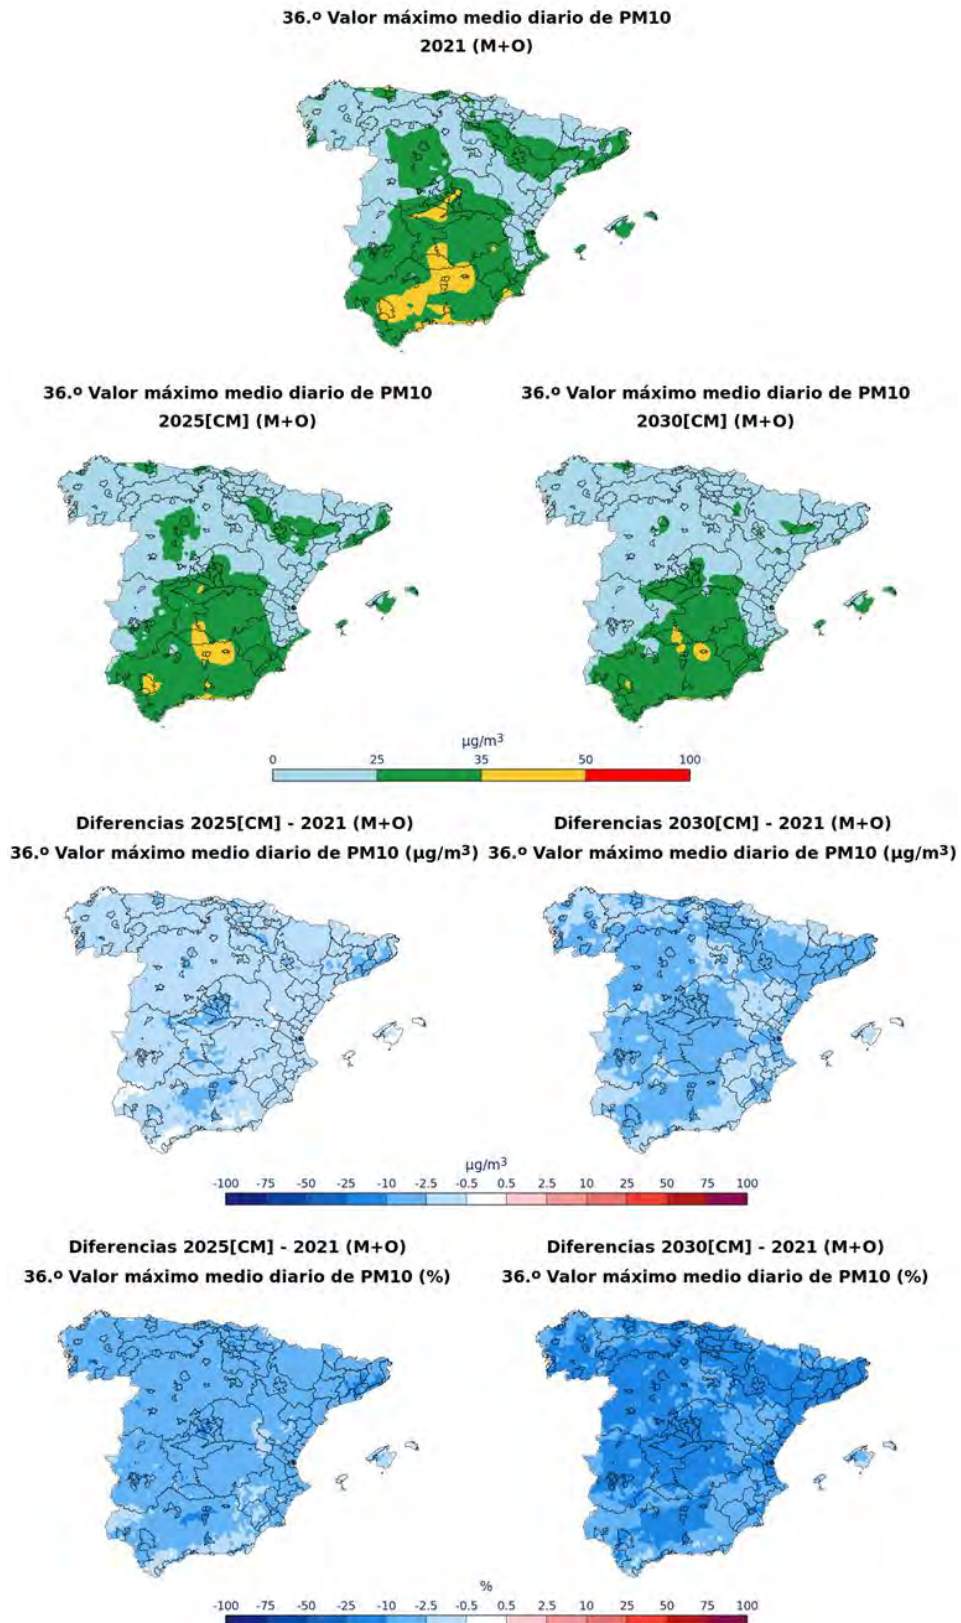 36.º Valor máximo medio diario de PM10
2021 (M+O)
36.º Valor máximo medio diario de PM10
2025[CM] (M+O)
36.º Valor máximo medio diario de PM10
2030[CM] (M+O)
µg/m³
0 25 35 50 100
Diferencias 2025[CM] - 2021 (M+O)
36.º Valor máximo medio diario de PM10 (µg/m³)
Diferencias 2030[CM] - 2021 (M+O)
36.º Valor máximo medio diario de PM10 (µg/m³)
µg/m³
-100 -75 -50 -25 -10 -2.5 -0.5 0.5 2.5 10 25 50 75 100
Diferencias 2025[CM] - 2021 (M+O)
36.º Valor máximo medio diario de PM10 (%)
Diferencias 2030[CM] - 2021 (M+O)
36.º Valor máximo medio diario de PM10 (%)
%
-100 -75 -50 -25 -10 -2.5 -0.5 0.5 2.5 10 25 50 75 100